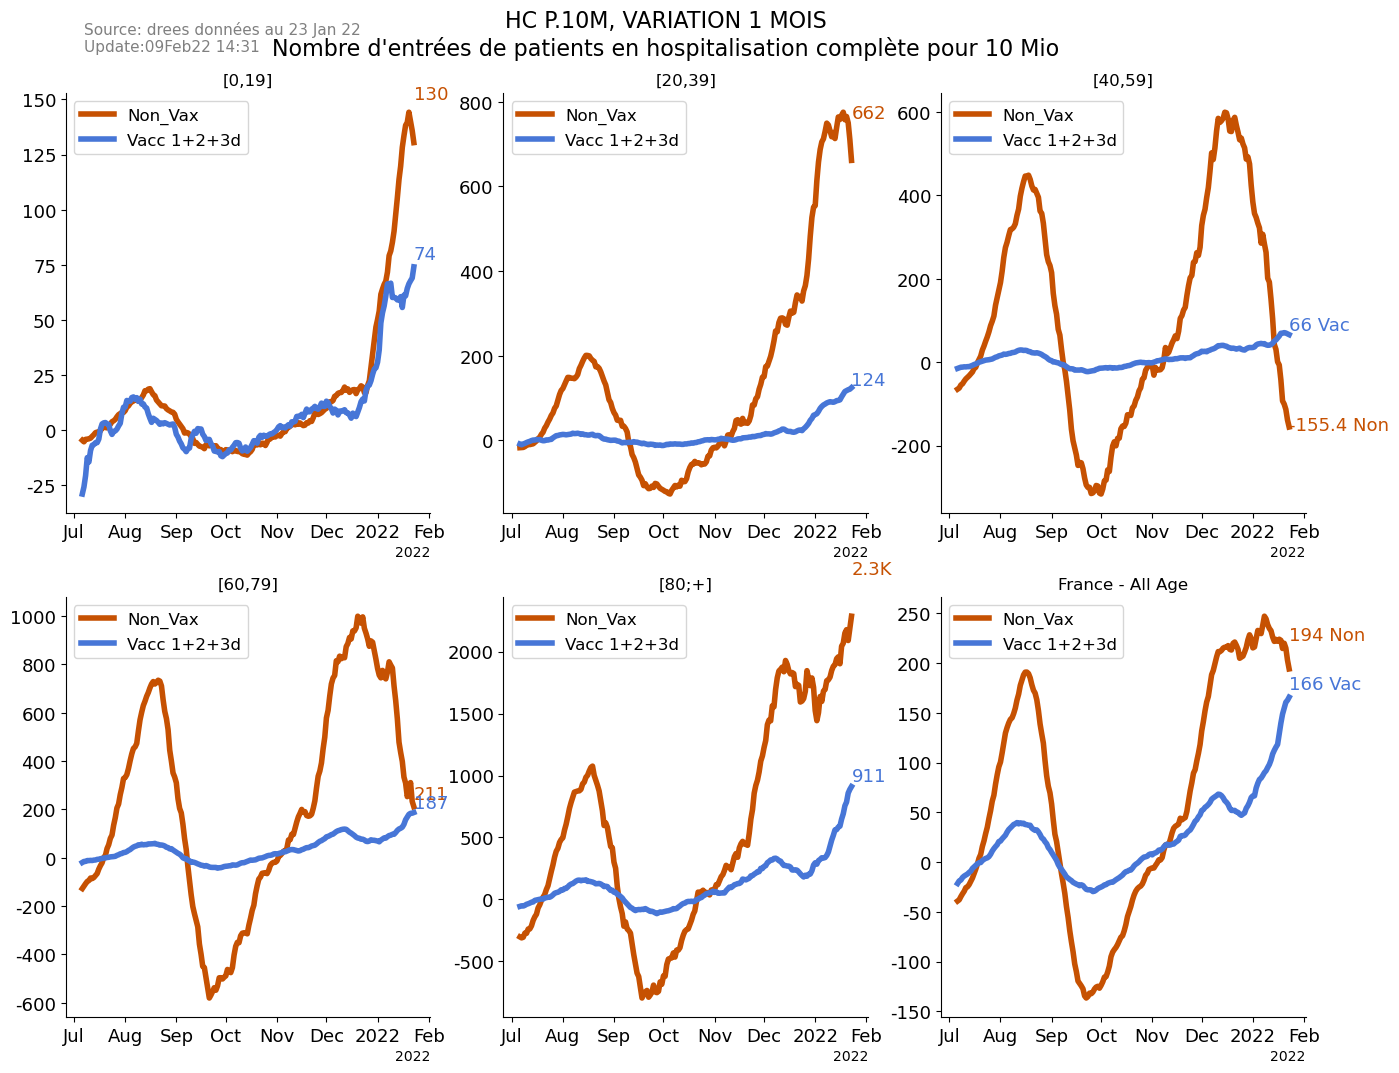 HC P.10M, VARIATION 1 MOIS
Source: drees données au 23 Jan 22
Update:09Feb22 14:31
Nombre d'entrées de patients en hospitalisation complète pour 10 Mio
[0,19]
150
125
100
75
50
25
0
-25
Non_Vax
Vacc 1+2+3d
130
74
Jul Aug Sep Oct Nov Dec 2022 Feb
2022
[20,39]
800
600
400
200
0
Non_Vax
Vacc 1+2+3d
662
124
Jul Aug Sep Oct Nov Dec 2022 Feb
2022
[40,59]
600
400
200
0
-200
Non_Vax
Vacc 1+2+3d
66 Vac
-155.4 Non
Jul Aug Sep Oct Nov Dec 2022 Feb
2022
[60,79]
1000
800
600
400
200
0
-200
-400
-600
Non_Vax
Vacc 1+2+3d
211
187
Jul Aug Sep Oct Nov Dec 2022 Feb
2022
[80;+]
2.3K
2000
1500
1000
500
0
-500
Non_Vax
Vacc 1+2+3d
911
Jul Aug Sep Oct Nov Dec 2022 Feb
2022
France - All Age
250
200
150
100
50
0
-50
-100
-150
Non_Vax
Vacc 1+2+3d
194 Non
166 Vac
Jul Aug Sep Oct Nov Dec 2022 Feb
2022